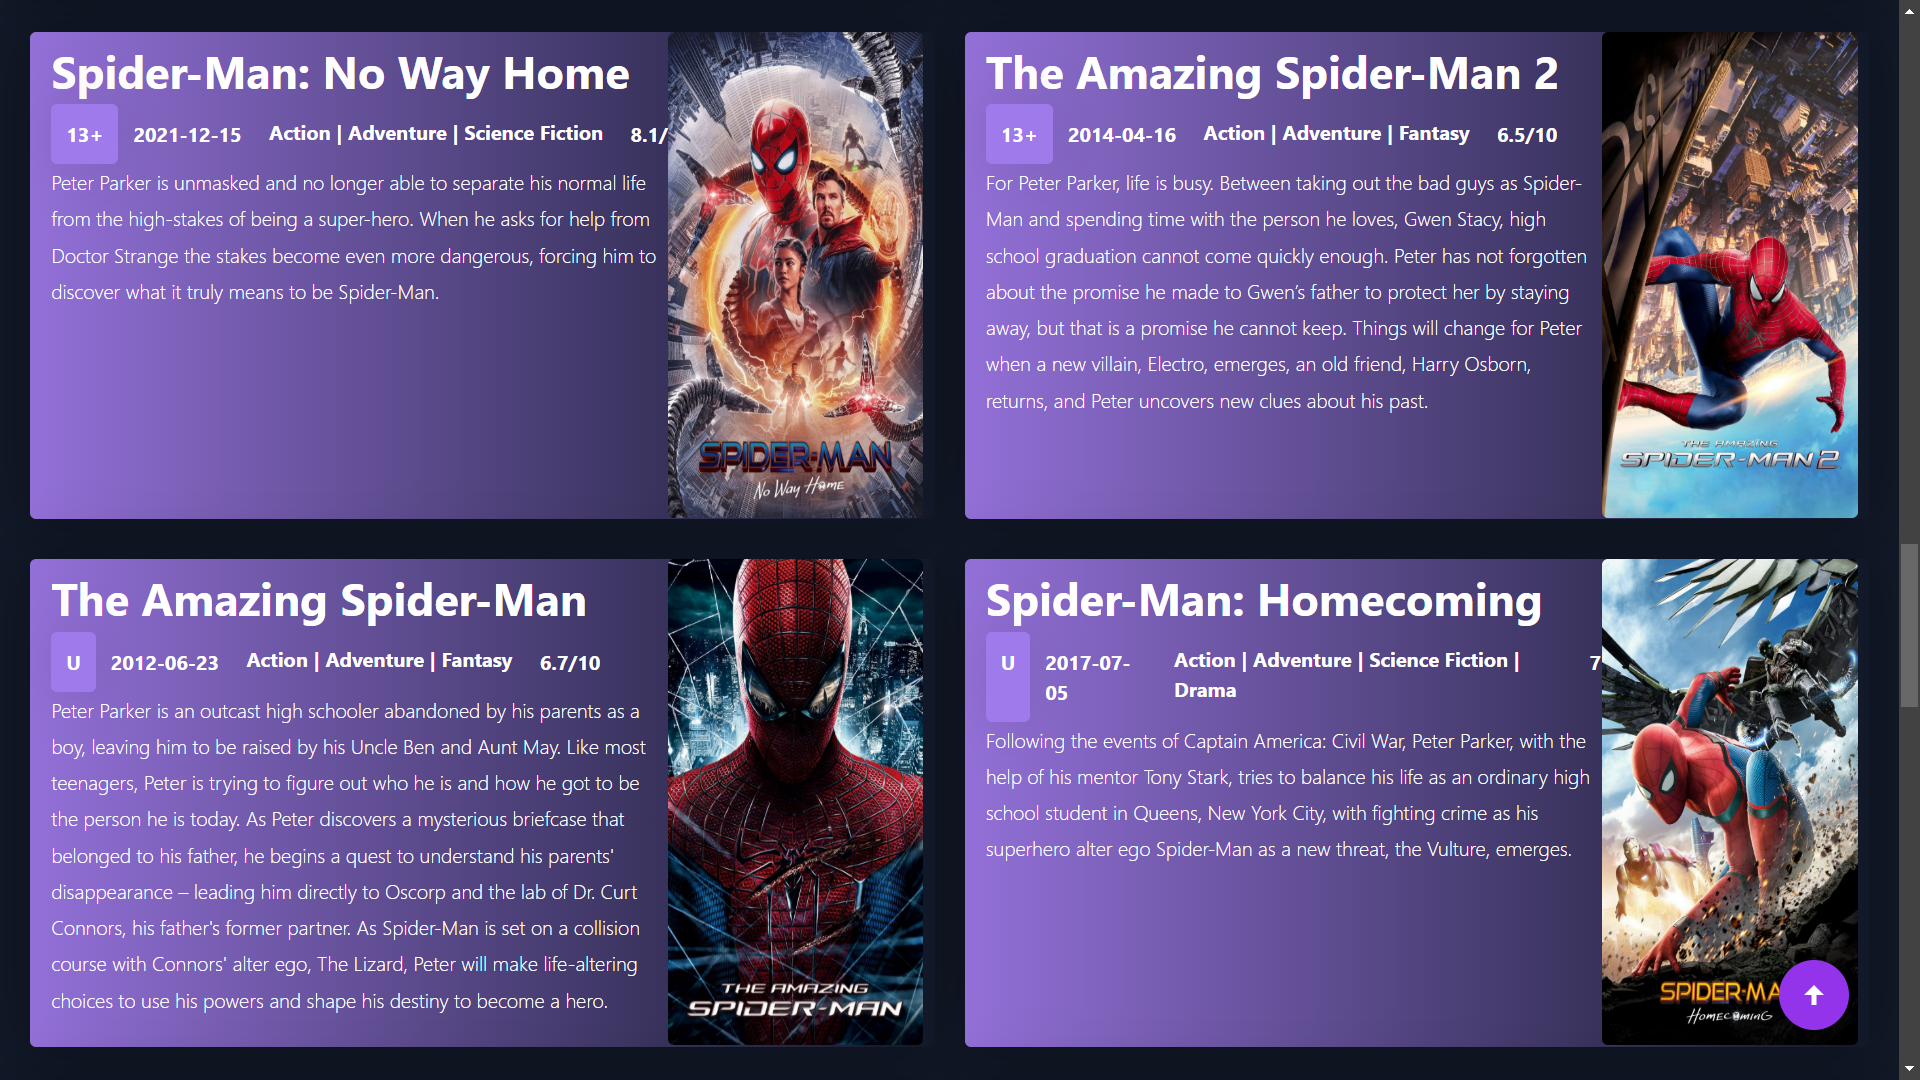 Spider-Man: No Way Home
13+ 2021-12-15 Action | Adventure | Science Fiction 8.1/
Peter Parker is unmasked and no longer able to separate his normal life
from the high-stakes of being a super-hero. When he asks for help from
Doctor Strange the stakes become even more dangerous, forcing him to
discover what it truly means to be Spider-Man.
SPIDER-MAN
No Way Home
The Amazing Spider-Man 2
13+ 2014-04-16 Action | Adventure | Fantasy 6.5/10
For Peter Parker, life is busy. Between taking out the bad guys as Spider-
Man and spending time with the person he loves, Gwen Stacy, high
school graduation cannot come quickly enough. Peter has not forgotten
about the promise he made to Gwen’s father to protect her by staying
away, but that is a promise he cannot keep. Things will change for Peter
when a new villain, Electro, emerges, an old friend, Harry Osborn,
returns, and Peter uncovers new clues about his past.
THE AMAZING
SPIDER-MAN 2
The Amazing Spider-Man
U 2012-06-23 Action | Adventure | Fantasy 6.7/10
Peter Parker is an outcast high schooler abandoned by his parents as a
boy, leaving him to be raised by his Uncle Ben and Aunt May. Like most
teenagers, Peter is trying to figure out who he is and how he got to be
the person he is today. As Peter discovers a mysterious briefcase that
belonged to his father, he begins a quest to understand his parents'
disappearance – leading him directly to Oscorp and the lab of Dr. Curt
Connors, his father's former partner. As Spider-Man is set on a collision
course with Connors' alter ego, The Lizard, Peter will make life-altering
choices to use his powers and shape his destiny to become a hero.
THE AMAZING
SPIDER-MAN
Spider-Man: Homecoming
U 2017-07- Action | Adventure | Science Fiction | 7
05 Drama
Following the events of Captain America: Civil War, Peter Parker, with the
help of his mentor Tony Stark, tries to balance his life as an ordinary high
school student in Queens, New York City, with fighting crime as his
superhero alter ego Spider-Man as a new threat, the Vulture, emerges.
SPIDER-MA
HOMECOMING